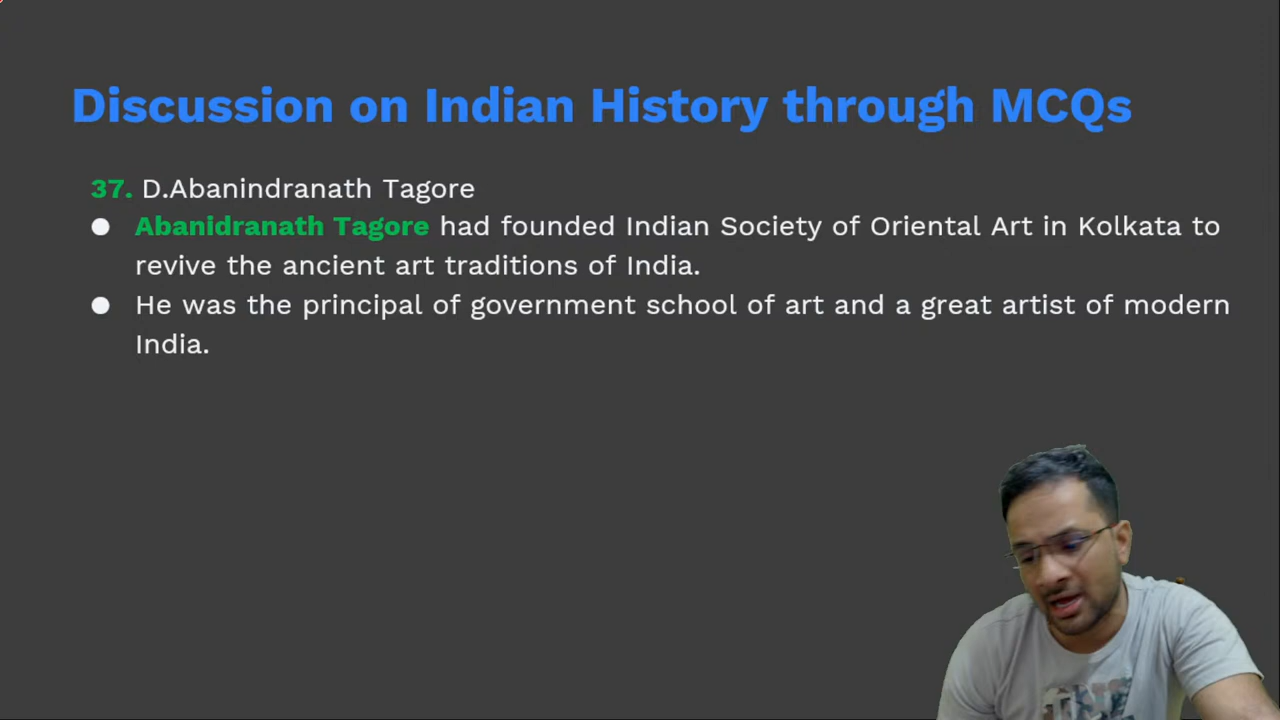 Discussion on Indian History through MCQs
37. D.Abanindranath Tagore
● Abanidranath Tagore had founded Indian Society of Oriental Art in Kolkata to
revive the ancient art traditions of India.
● He was the principal of government school of art and a great artist of modern
India.